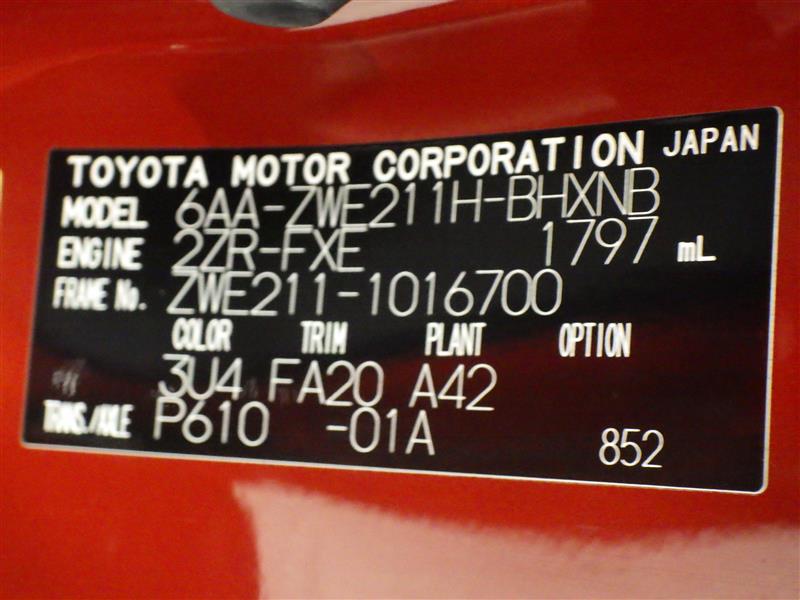 TOYOTA MOTOR CORPORATION JAPAN
MODEL 6AA-ZWE211H-BHXNB
ENGINE 2ZR-FXE 1797 mL
FRAME No. ZWE211-1016700
COLOR TRIM PLANT OPTION
3U4 FA20 A42
TRANS./AXLE P610 -01A 852